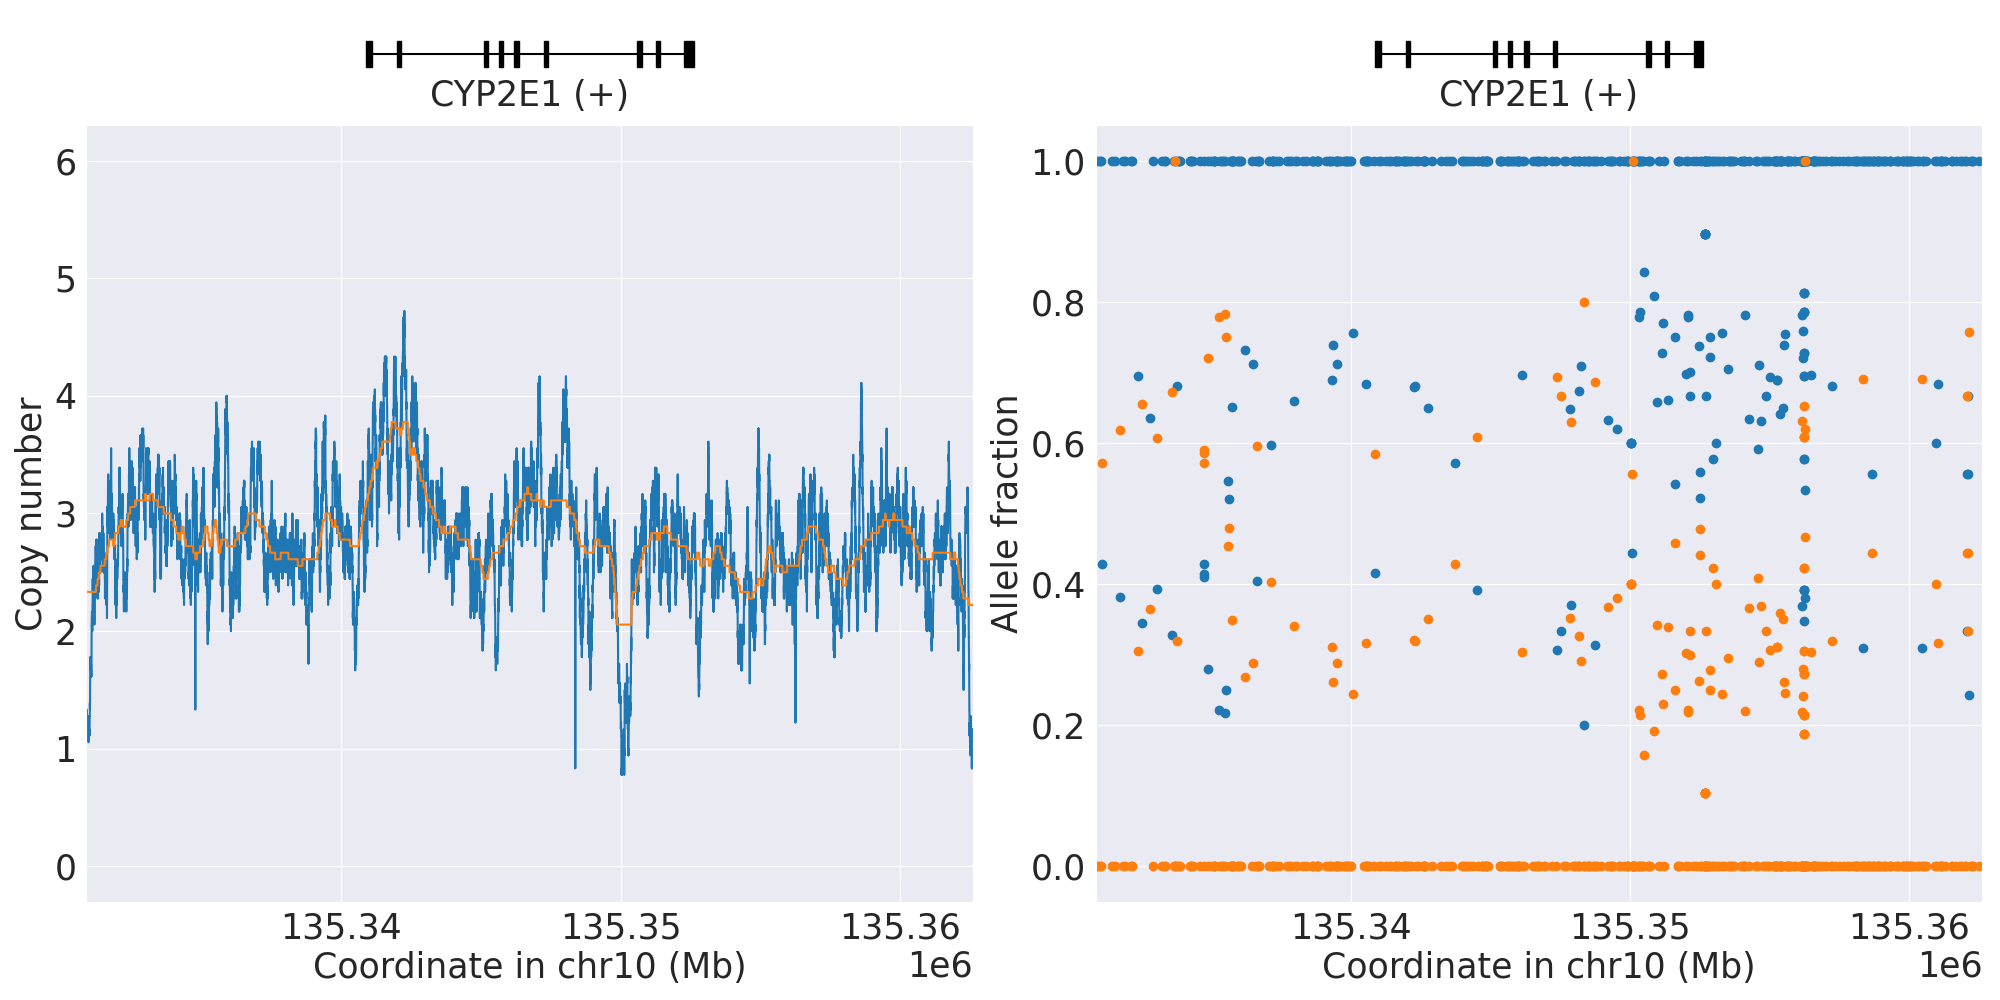 CYP2E1 (+)
6
5
4
3
2
1
0
Copy number
135.34
135.35
135.36
Coordinate in chr10 (Mb)
1e6
CYP2E1 (+)
1.0
0.8
0.6
0.4
0.2
0.0
Allele fraction
135.34
135.35
135.36
Coordinate in chr10 (Mb)
1e6